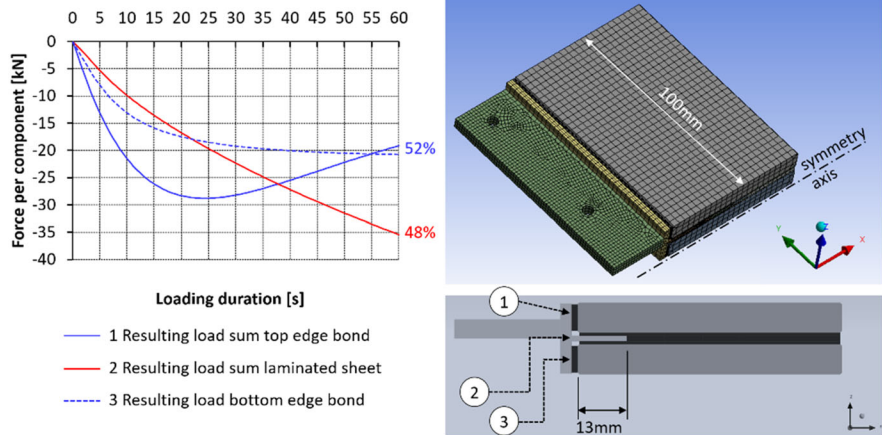 0 5 10 15 20 25 30 35 40 45 50 55 60
Force per component [kN]
0
-5
-10
-15
-20
-25
-30
-35
-40
52%
48%
Loading duration [s]
1 Resulting load sum top edge bond
2 Resulting load sum laminated sheet
3 Resulting load bottom edge bond
100mm
symmetry
axis
Y
Z
X
1
2
3
13mm